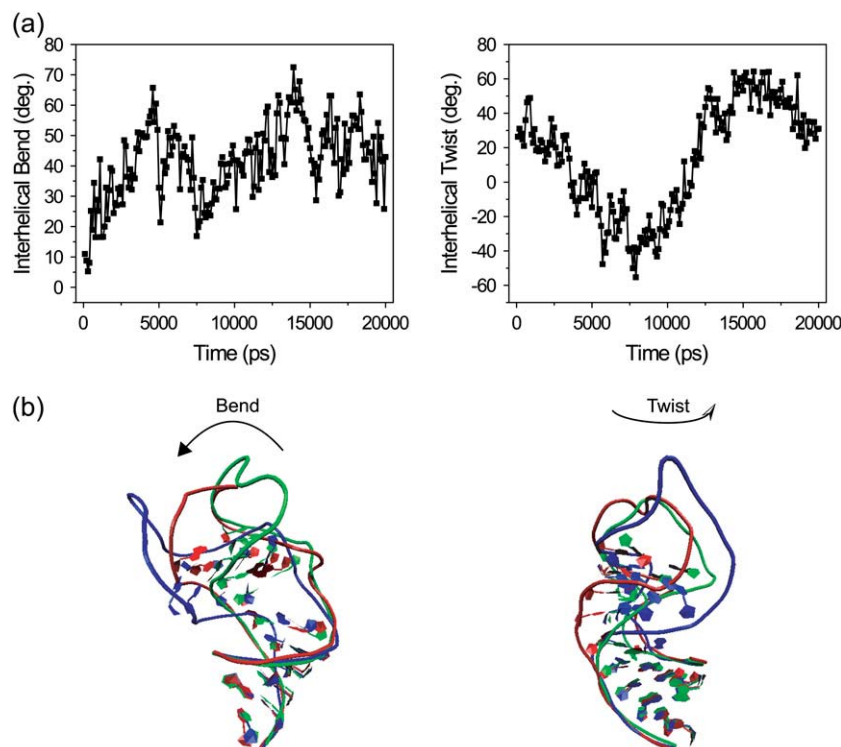 (a)
80
70
60
50
40
30
20
10
0
Interhelical Bend (deg.)
0 5000 10000 15000 20000
Time (ps)
80
60
40
20
0
-20
-40
-60
Interhelical Twist (deg.)
0 5000 10000 15000 20000
Time (ps)
(b)
Bend
Twist